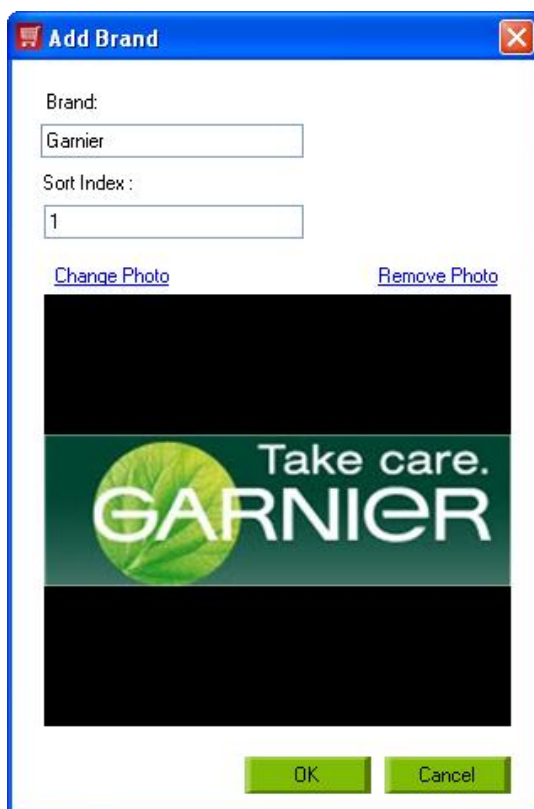 Add Brand
Brand:
Garnier
Sort Index :
1
Change Photo Remove Photo
Take care.
GARNIER
OK Cancel